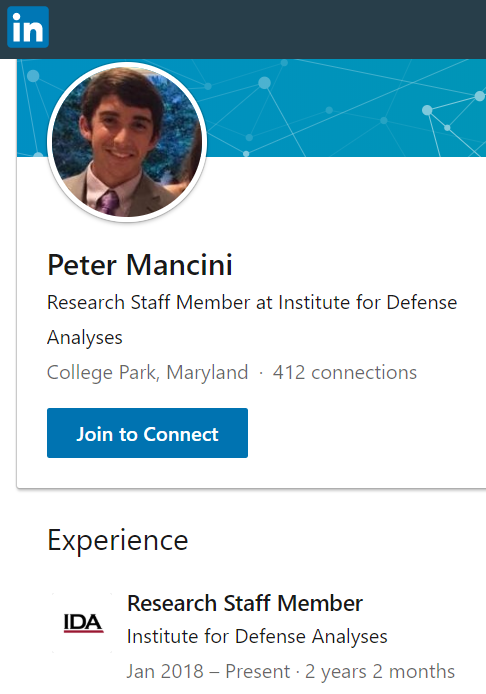 in
Peter Mancini
Research Staff Member at Institute for Defense
Analyses
College Park, Maryland · 412 connections
Join to Connect
Experience
IDA
Research Staff Member
Institute for Defense Analyses
Jan 2018 – Present · 2 years 2 months